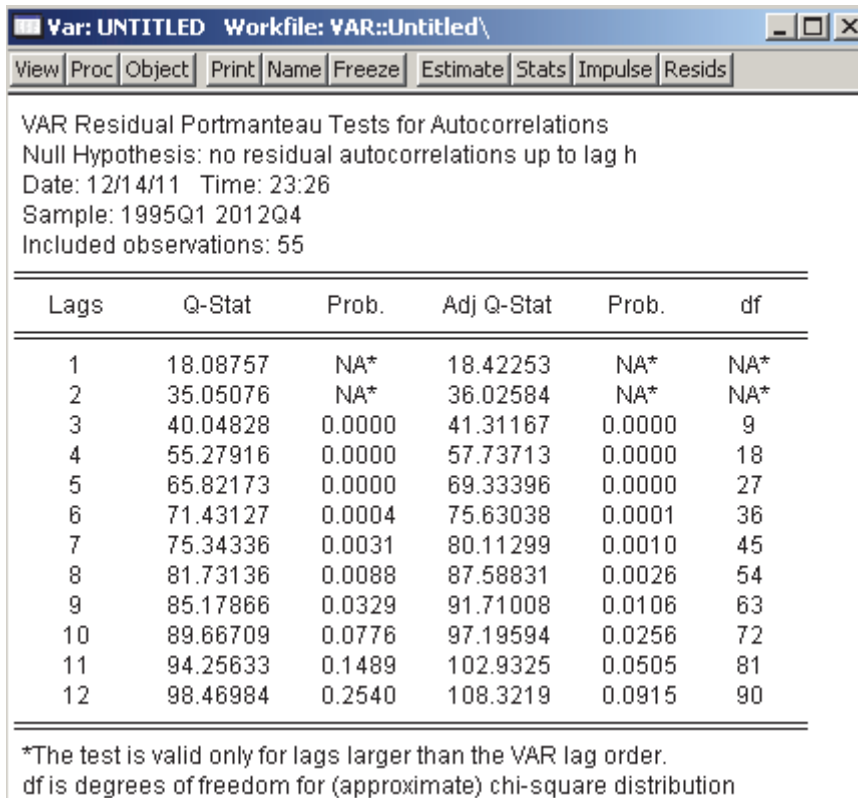 Var: UNTITLED Workfile: VAR::Untitled\
View Proc Object Print Name Freeze Estimate Stats Impulse Resids
VAR Residual Portmanteau Tests for Autocorrelations
Null Hypothesis: no residual autocorrelations up to lag h
Date: 12/14/11 Time: 23:26
Sample: 1995Q1 2012Q4
Included observations: 55
Lags Q-Stat Prob. Adj Q-Stat Prob. df
1 18.08757 NA* 18.42253 NA* NA*
2 35.05076 NA* 36.02584 NA* NA*
3 40.04828 0.0000 41.31167 0.0000 9
4 55.27916 0.0000 57.73713 0.0000 18
5 65.82173 0.0000 69.33396 0.0000 27
6 71.43127 0.0004 75.63038 0.0001 36
7 75.34336 0.0031 80.11299 0.0010 45
8 81.73136 0.0088 87.58831 0.0026 54
9 85.17866 0.0329 91.71008 0.0106 63
10 89.66709 0.0776 97.19594 0.0256 72
11 94.25633 0.1489 102.9325 0.0505 81
12 98.46984 0.2540 108.3219 0.0915 90
*The test is valid only for lags larger than the VAR lag order.
df is degrees of freedom for (approximate) chi-square distribution